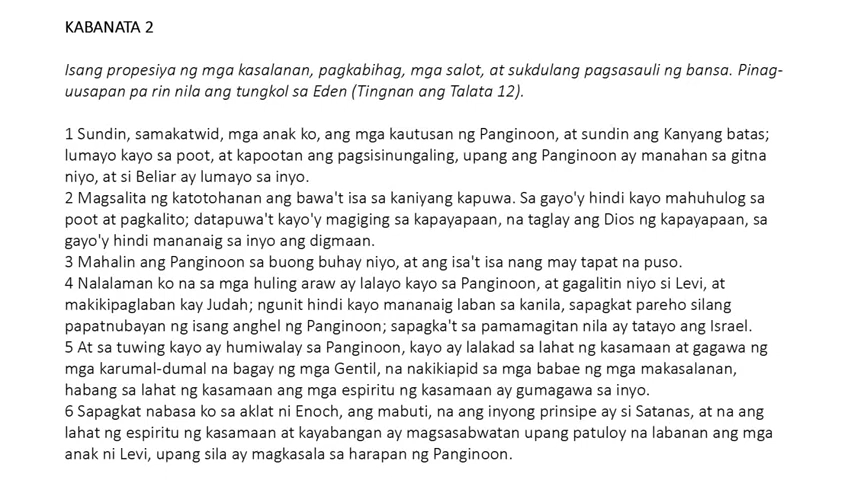 KABANATA 2
Isang propesiya ng mga kasalanan, pagkabihag, mga salot, at sukdulang pagsasauli ng bansa. Pinag-
uusapan pa rin nila ang tungkol sa Eden (Tingnan ang Talata 12).
1 Sundin, samakatwid, mga anak ko, ang mga kautusan ng Panginoon, at sundin ang Kanyang batas;
lumayo kayo sa poot, at kapootan ang pagsisinungaling, upang ang Panginoon ay manahan sa gitna
niyo, at si Beliar ay lumayo sa inyo.
2 Magsalita ng katotohanan ang bawa't isa sa kaniyang kapuwa. Sa gayo'y hindi kayo mahuhulog sa
poot at pagkalito; datapuwa't kayo'y magiging sa kapayapaan, na taglay ang Dios ng kapayapaan, sa
gayo'y hindi mananaig sa inyo ang digmaan.
3 Mahalin ang Panginoon sa buong buhay niyo, at ang isa't isa nang may tapat na puso.
4 Nalalaman ko na sa mga huling araw ay lalayo kayo sa Panginoon, at gagalitin niyo si Levi, at
makikipaglaban kay Judah; ngunit hindi kayo mananaig laban sa kanila, sapagkat pareho silang
papatnubayan ng isang anghel ng Panginoon; sapagka't sa pamamagitan nila ay tatayo ang Israel.
5 At sa tuwing kayo ay humiwalay sa Panginoon, kayo ay lalakad sa lahat ng kasamaan at gagawa ng
mga karumal-dumal na bagay ng mga Gentil, na nakikiapid sa mga babae ng mga makasalanan,
habang sa lahat ng kasamaan ang mga espiritu ng kasamaan ay gumagawa sa inyo.
6 Sapagkat nabasa ko sa aklat ni Enoch, ang mabuti, na ang inyong prinsipe ay si Satanas, at na ang
lahat ng espiritu ng kasamaan at kayabangan ay magsasabwatan upang patuloy na labanan ang mga
anak ni Levi, upang sila ay magkasala sa harapan ng Panginoon.